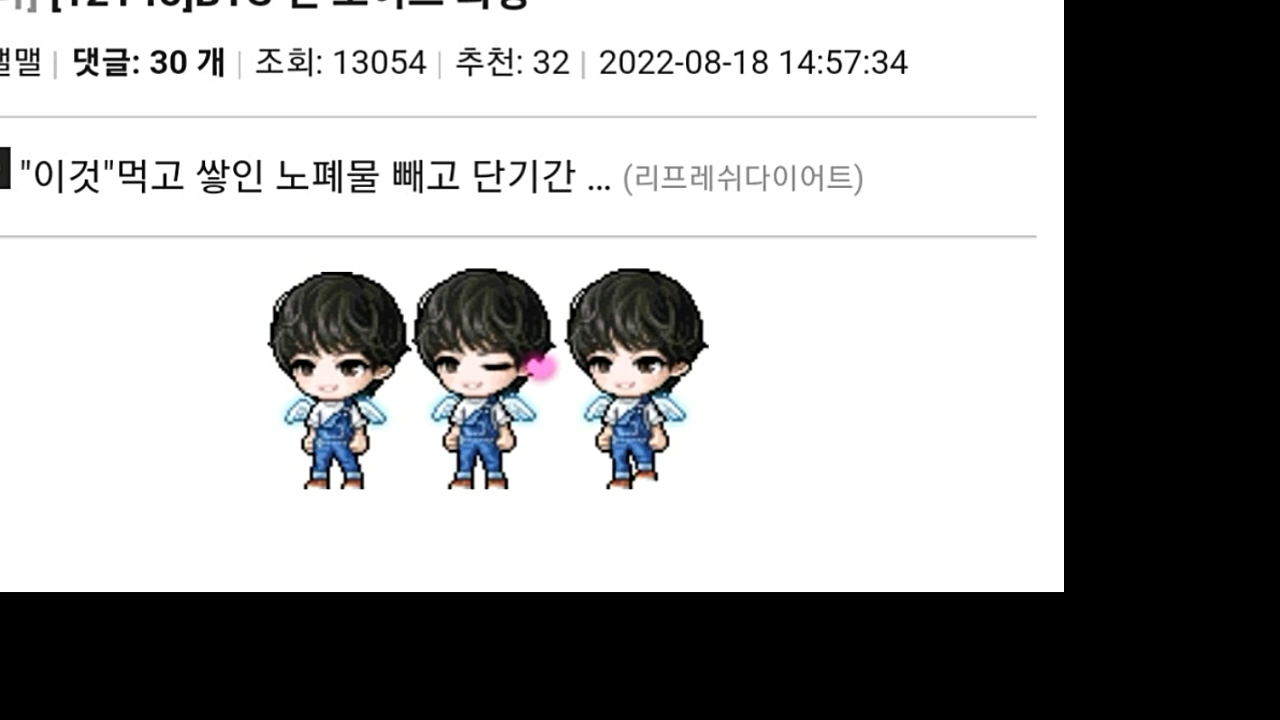 댓글: 30 개 | 조회: 13054 | 추천: 32 | 2022-08-18 14:57:34
"이것"먹고 쌓인 노폐물 빼고 단기간 ... (리프레쉬다이어트)